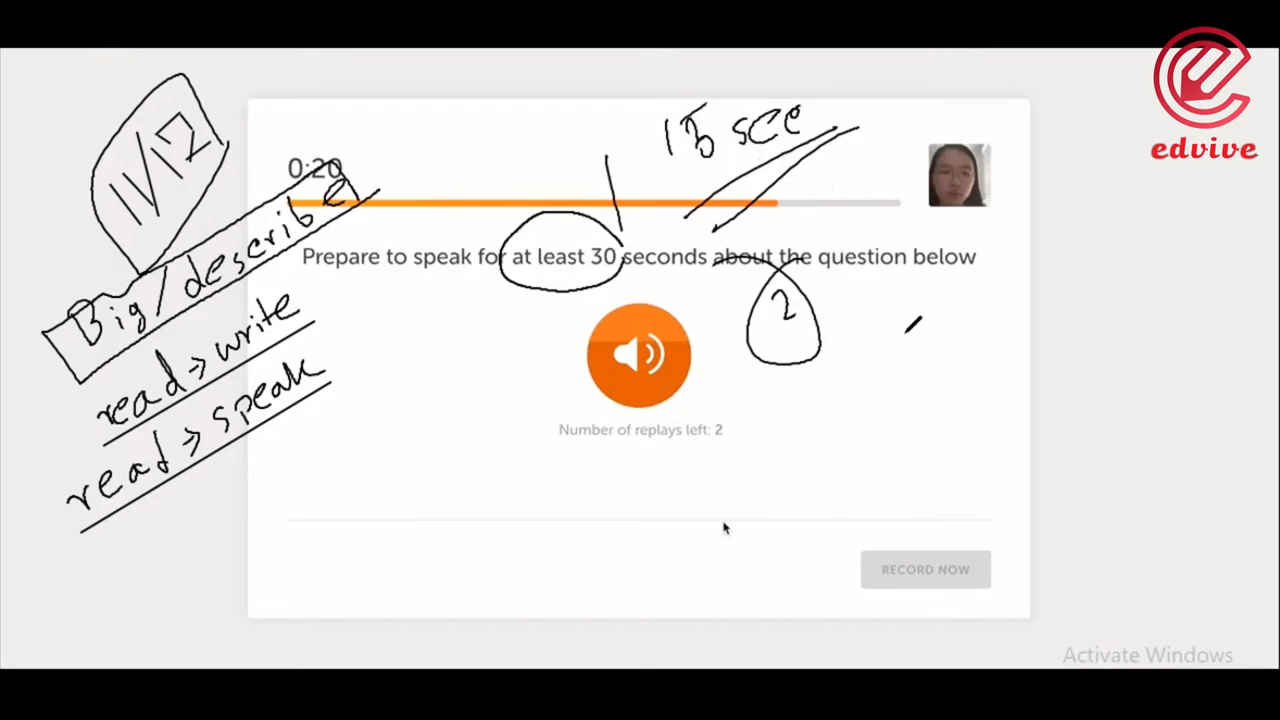 edvive
11/12
15 sec
0:20
Big/describe
Prepare to speak for at least 30 seconds about the question below
2
read → write
read → speak
Number of replays left: 2
RECORD NOW
Activate Windows